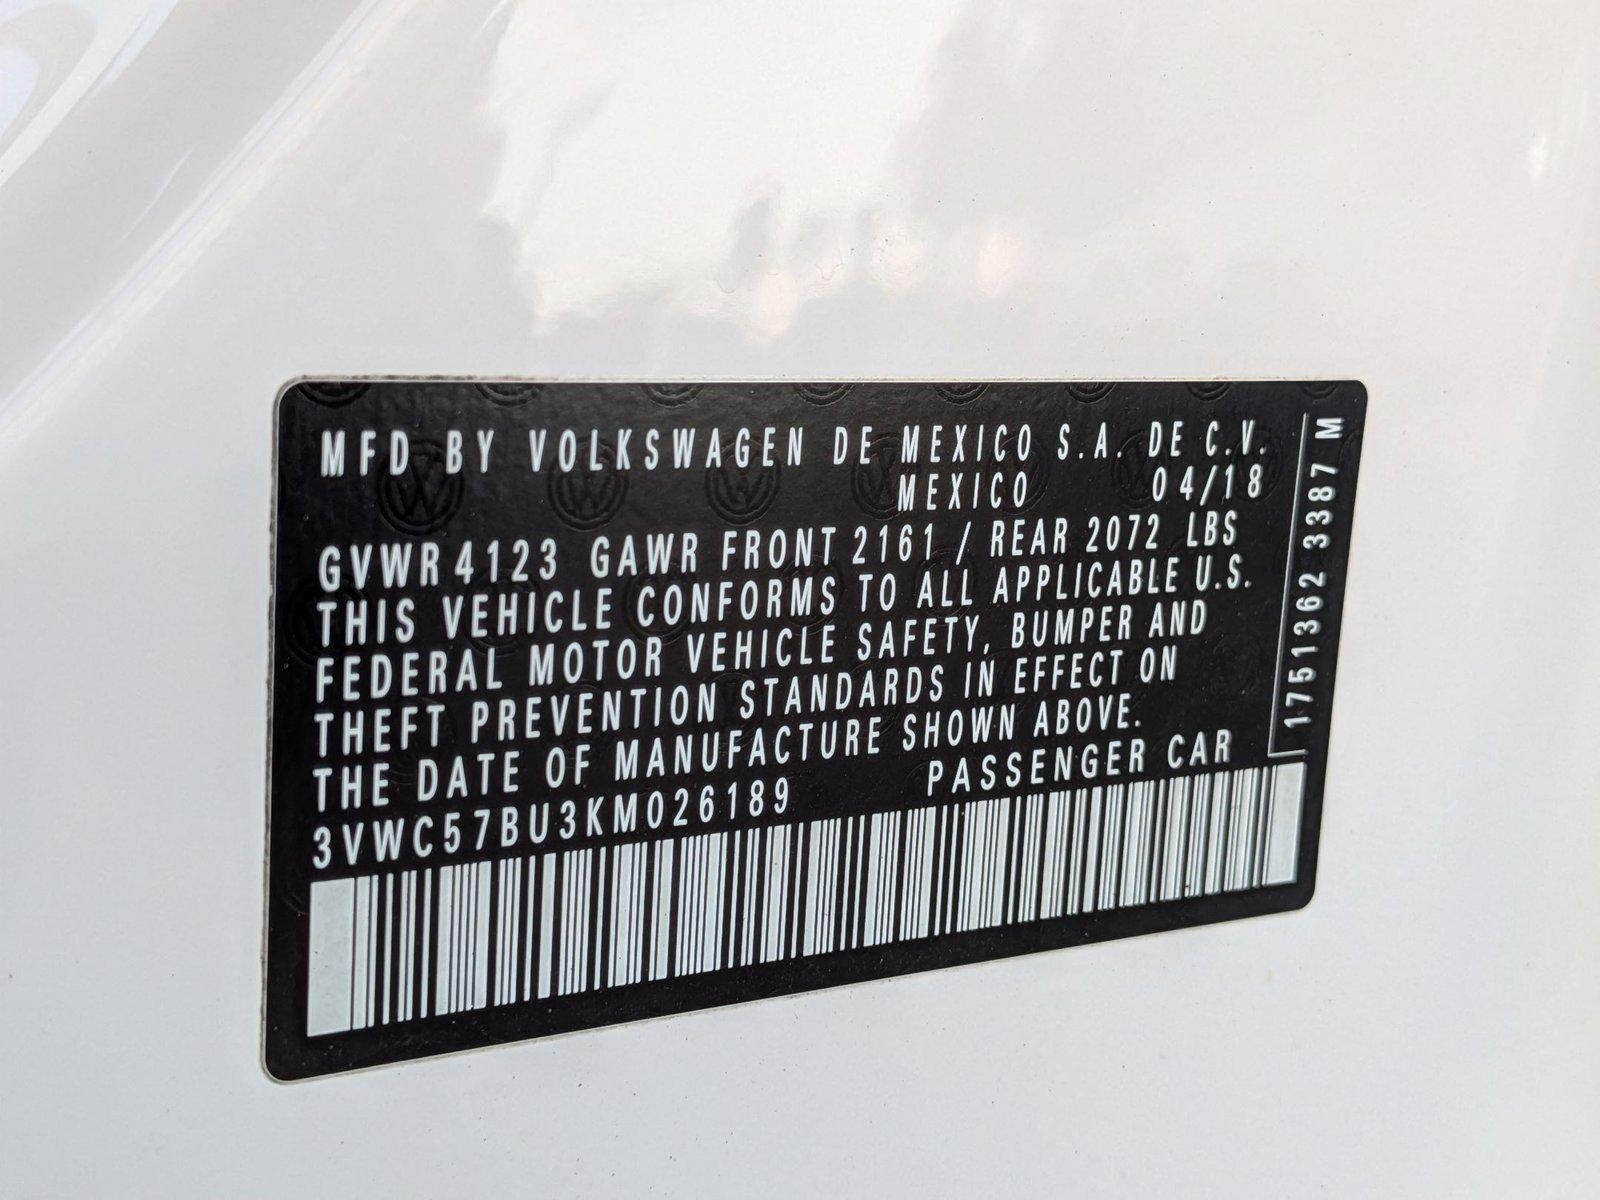 MFD BY VOLKSWAGEN DE MEXICO S.A. DE C.V.
MEXICO 04/18
GVWR 4123 GAWR FRONT 2161 / REAR 2072 LBS
THIS VEHICLE CONFORMS TO ALL APPLICABLE U.S.
FEDERAL MOTOR VEHICLE SAFETY, BUMPER AND
THEFT PREVENTION STANDARDS IN EFFECT ON
THE DATE OF MANUFACTURE SHOWN ABOVE.
3VWC57BU3KM026189 PASSENGER CAR
1751362 3387 M